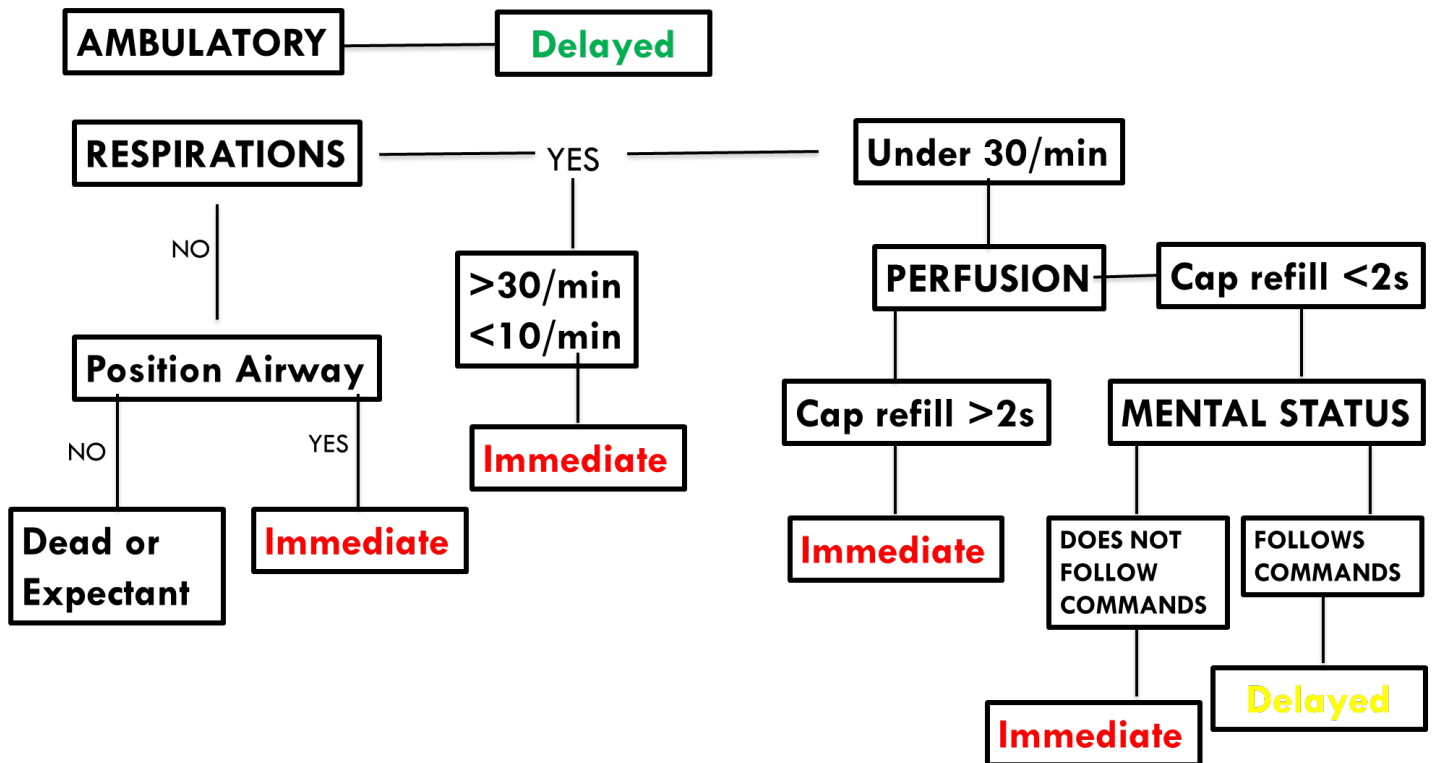 AMBULATORY
Delayed
RESPIRATIONS
YES
Under 30/min
NO
>30/min
<10/min
PERFUSION
Cap refill <2s
Position Airway
Immediate
Cap refill >2s
MENTAL STATUS
NO
YES
Dead or
Expectant
Immediate
Immediate
DOES NOT
FOLLOW
COMMANDS
FOLLOWS
COMMANDS
Immediate
Delayed